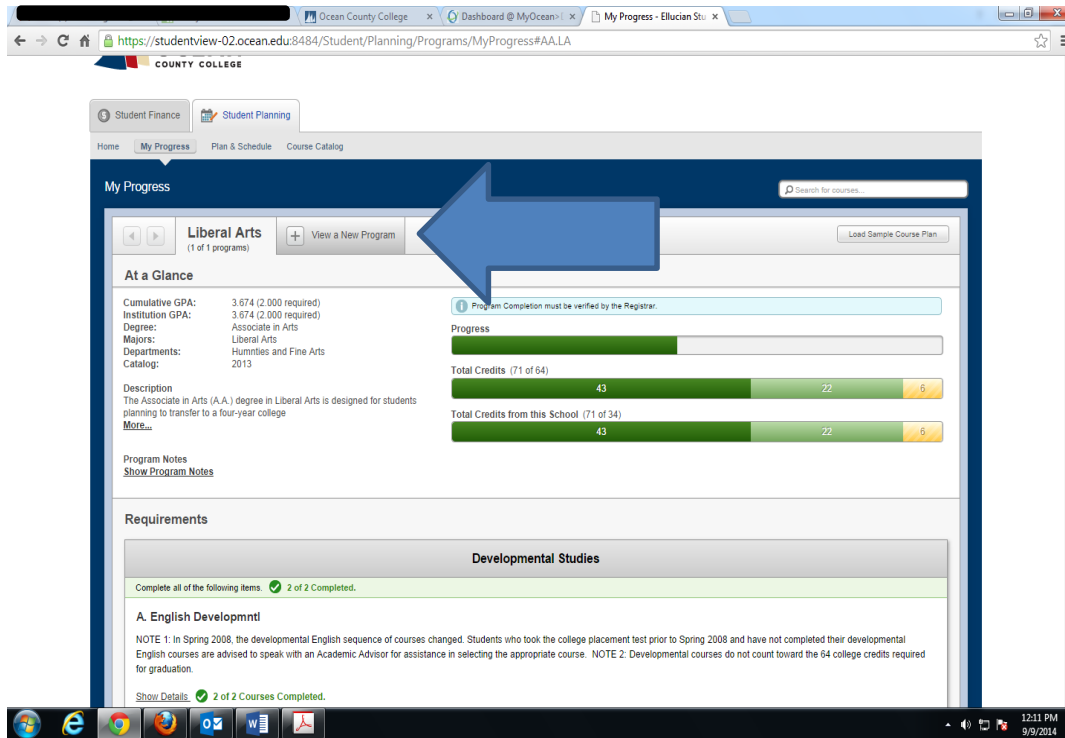 Ocean County College
Dashboard @ MyOcean>
My Progress - Ellucian Stu
https://studentview-02.ocean.edu:8484/Student/Planning/Programs/MyProgress#AA.LA
COUNTY COLLEGE
Student Finance
Student Planning
Home My Progress Plan & Schedule Course Catalog
My Progress
Search for courses...
Liberal Arts
(1 of 1 programs)
View a New Program
Load Sample Course Plan
At a Glance
Cumulative GPA: 3.674 (2.000 required)
Institution GPA: 3.674 (2.000 required)
Degree: Associate in Arts
Majors: Liberal Arts
Departments: Humnties and Fine Arts
Catalog: 2013
Description
The Associate in Arts (A.A.) degree in Liberal Arts is designed for students
planning to transfer to a four-year college
More...
Program Notes
Show Program Notes
Program Completion must be verified by the Registrar.
Progress
Total Credits (71 of 64)
43 22 6
Total Credits from this School (71 of 34)
43 22 6
Requirements
Developmental Studies
Complete all of the following items. 2 of 2 Completed.
A. English Developmntl
NOTE 1: In Spring 2008, the developmental English sequence of courses changed. Students who took the college placement test prior to Spring 2008 and have not completed their developmental
English courses are advised to speak with an Academic Advisor for assistance in selecting the appropriate course. NOTE 2: Developmental courses do not count toward the 64 college credits required
for graduation.
Show Details 2 of 2 Courses Completed.
12:11 PM
9/9/2014